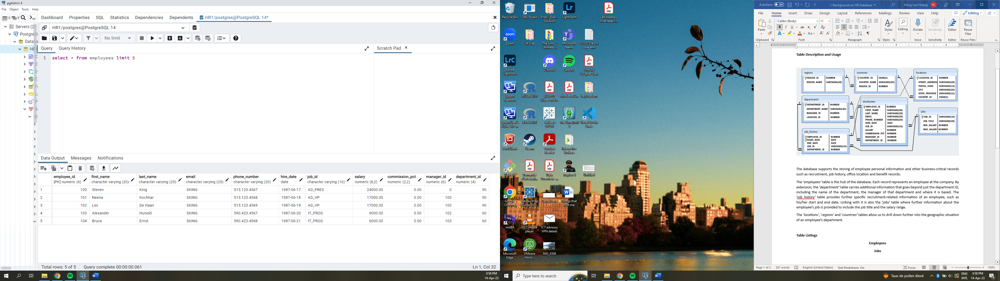 pgAdmin 4
File Object Tools Help
Dashboard Properties SQL Statistics Dependencies Dependents HR1/postgres@PostgreSQL 14*
Servers (2)
HR1/postgres@PostgreSQL 14
No limit
Query Query History
Scratch Pad
1 select * from employees limit 5
Data Output Messages Notifications
employee_id first_name last_name email phone_number hire_date job_id salary commission_pct manager_id department_id
[PK] numeric (6) character varying (20) character varying (25) character varying (25) character varying (20) date character varying (10) numeric (8,2) numeric (2,2) numeric (6) numeric (4)
1 100 Steven King SKING 515.123.4567 1987-06-17 AD_PRES 24000.00 0.00 0 90
2 101 Neena Kochhar SKING 515.123.4568 1987-06-18 AD_VP 17000.00 0.00 100 90
3 102 Lex De Haan SKING 515.123.4569 1987-06-19 AD_VP 17000.00 0.00 100 90
4 103 Alexander Hunold SKING 590.423.4567 1987-06-20 IT_PROG 9000.00 0.00 102 60
5 104 Bruce Ernst SKING 590.423.4568 1987-06-21 IT_PROG 6000.00 0.00 103 60
Total rows: 5 of 5 Query complete 00:00:00.061 Ln 1, Col 32
3:58 PM
14-Apr-23
Recycle Bin
OBS Studio
Prob1_Exer... Solution
Lightroom
Lan Hoang - First reserv...
Zoom
UK Visa
The Sims 2 Ultimate ...
Microsoft Teams
CCCD Dia chi code anh
Adobe Lightroo...
Discord
Spotify
Should Couples Sle...
Epson Netwo...
R i386 4.1.1
4.2. PPT Slides on B...
thirdLevelC...
Italy Racism
Epson User's Guide WF-...
R x64 4.1.1
Tableau 2022.1
The Sims(TM) 3
Visual Studio Code
FortiClient
Steam
Acrobat Reader
Interactive Brokers
Git Bash
Demande d'attestati...
Data Overview -...
Tropico 4
Untitled
Google Chrome
Tableau Prep Builder 202...
Dental care
Things that hurt me
mGBA
VLC media player
ICT advisory VPN details
Microsoft Edge
VMware Horiz...
IMG_8308
Type here to search
AutoSave Off 1-Background on HR Database Hong Lan Hoang HL
File Home Insert Draw Design Layout References Mailings Review View Help Editing
Calibri (Body) 11
Paste Styles Editing Dictate Sensitivity Editor Reuse Files
Clipboard Font Paragraph Styles Voice Sensitivity Editor Reuse Files
Table Description and Usage
regions
REGION_ID NUMBER
REGION_NAME VARCHAR2(25)
countries
COUNTRY_ID CHAR(2)
COUNTRY_NAME VARCHAR2(40)
REGION_ID NUMBER
locations
LOCATION_ID NUMBER
STREET_ADDRESS VARCHAR2(25)
POSTAL_CODE VARCHAR2(12)
CITY VARCHAR2(30)
STATE_PROVINCE VARCHAR2(12)
COUNTRY_ID CHAR(2)
departments
DEPARTMENT_ID NUMBER
DEPARTMENT_NAME VARCHAR2(30)
MANAGER_ID NUMBER
LOCATION_ID NUMBER
employees
EMPLOYEE_ID NUMBER
FIRST_NAME VARCHAR2(20)
LAST_NAME VARCHAR2(25)
EMAIL VARCHAR2(25)
PHONE_NUMBER VARCHAR2(20)
HIRE_DATE DATE
JOB_ID VARCHAR2(10)
SALARY NUMBER
COMMISSION_PCT NUMBER
MANAGER_ID NUMBER
DEPARTMENT_ID NUMBER
jobs
JOB_ID VARCHAR2(10)
JOB_TITLE VARCHAR2(35)
MIN_SALARY NUMBER
MAX_SALARY NUMBER
job_history
EMPLOYEE_ID NUMBER
START_DATE DATE
END_DATE DATE
JOB_ID VARCHAR2(10)
DEPARTMENT_ID NUMBER
The database supports the storing of employee personal information and other business-critical records
such as recruitment, job history, office location and benefit records.
The ‘employees’ table is the hub of the database. Each record represents an employee at the company. By
extension, the ‘department’ table carries additional information that goes beyond just the department ID,
including the name of the department, the manager of that department and where it is based. The
‘job_history’ table provides further specific recruitment-related information of an employee, such as
his/her start and end date. Linking with it is also the ‘jobs’ table where further information about the
employee’s job is provided to include the job title and the salary range.
The ‘locations’, ‘regions’ and ‘countries’ tables allow us to drill down further into the geographic situation
of an employee’s department.
Table Listings
Employees
Jobs
Page 1 of 2 261 words English (United States) Text Predictions: On Focus 100%
Taux de pollen élevé ENG INTL 3:58 PM 14-Apr-23